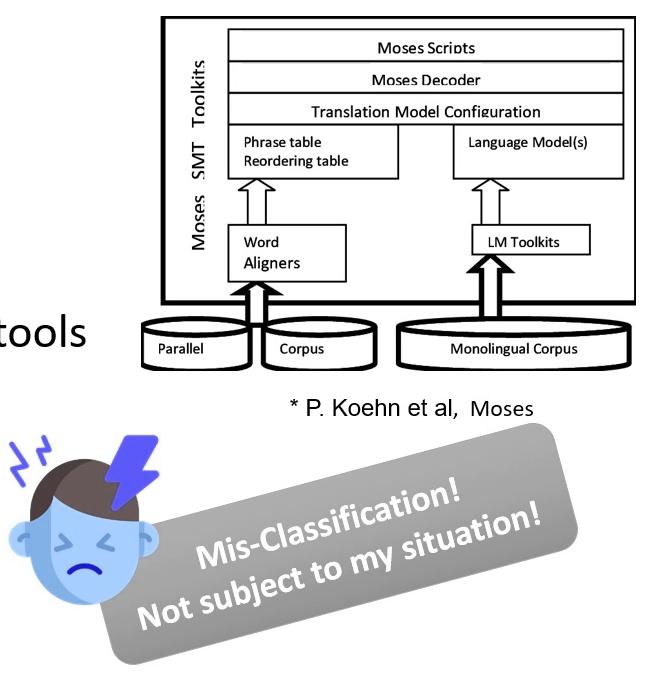 Moses SMT Toolkits
Moses Scripts
Moses Decoder
Translation Model Configuration
Phrase table
Reordering table
Language Model(s)
Word
Aligners
LM Toolkits
tools
Parallel
Corpus
Monolingual Corpus
* P. Koehn et al, Moses
Mis-Classification!
Not subject to my situation!